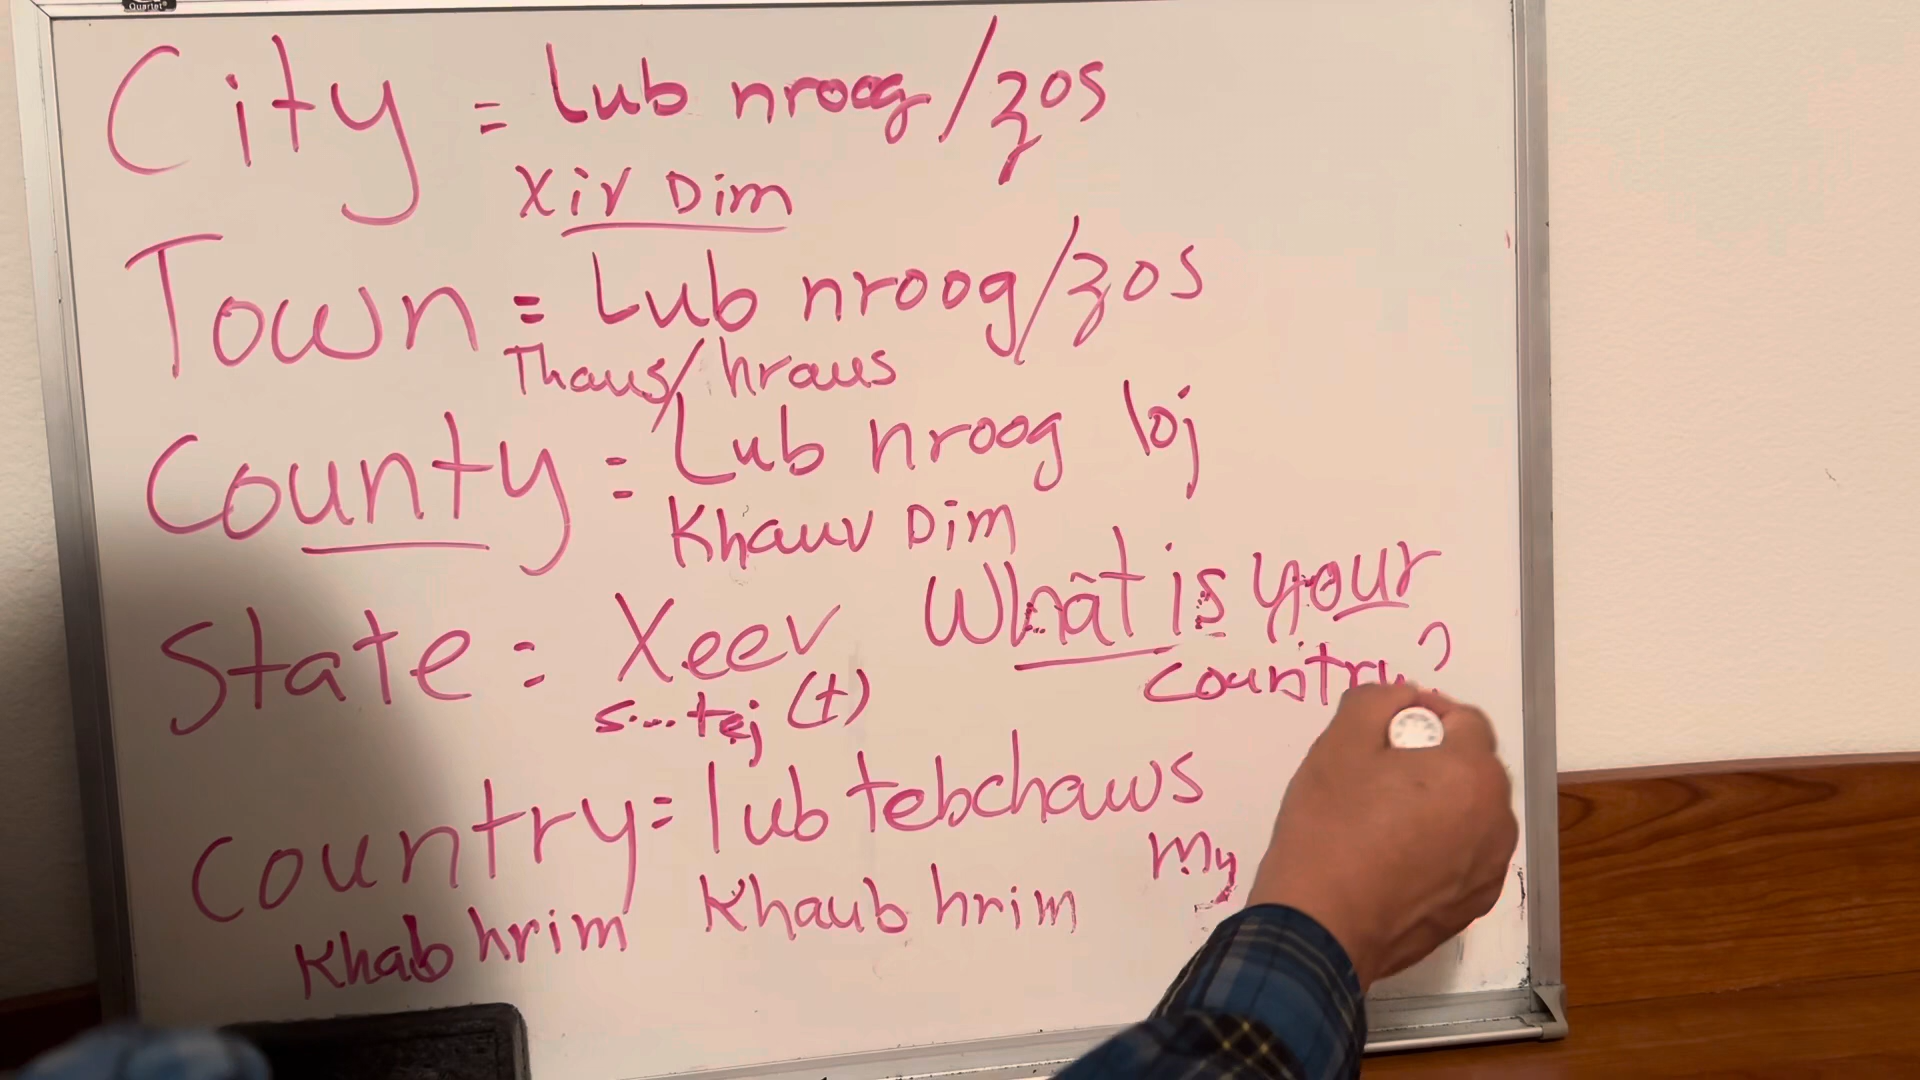 Quartet®
City = Lub nroog/zos
Xiv Dim
Town = Lub nroog/zos
Thaus/hraus
County = Lub nroog loj
Khauv Dim
State = Xeev
s...tej (t)
What is your
country?
Country = lub tebchaws
Khab hrim Khaub hrim
My